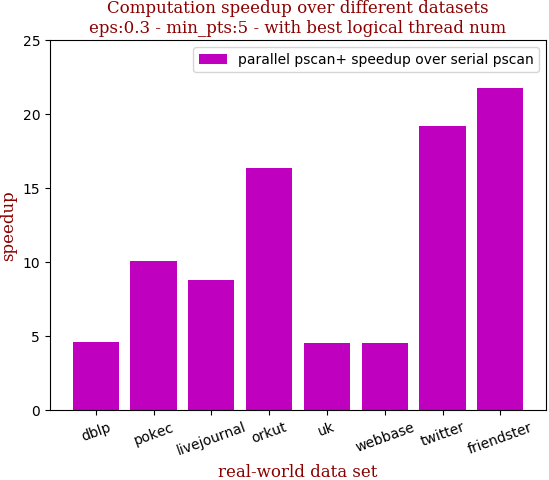 Computation speedup over different datasets
eps:0.3 - min_pts:5 - with best logical thread num
parallel pscan+ speedup over serial pscan
speedup
25
20
15
10
5
0
dblp
pokec
livejournal
orkut
uk
webbase
twitter
friendster
real-world data set